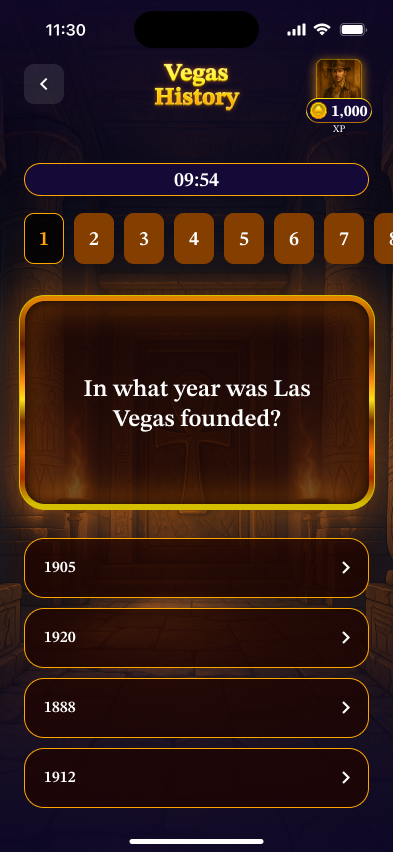 11:30
Vegas
History
1,000
XP
09:54
1 2 3 4 5 6 7 8
In what year was Las
Vegas founded?
1905
1920
1888
1912